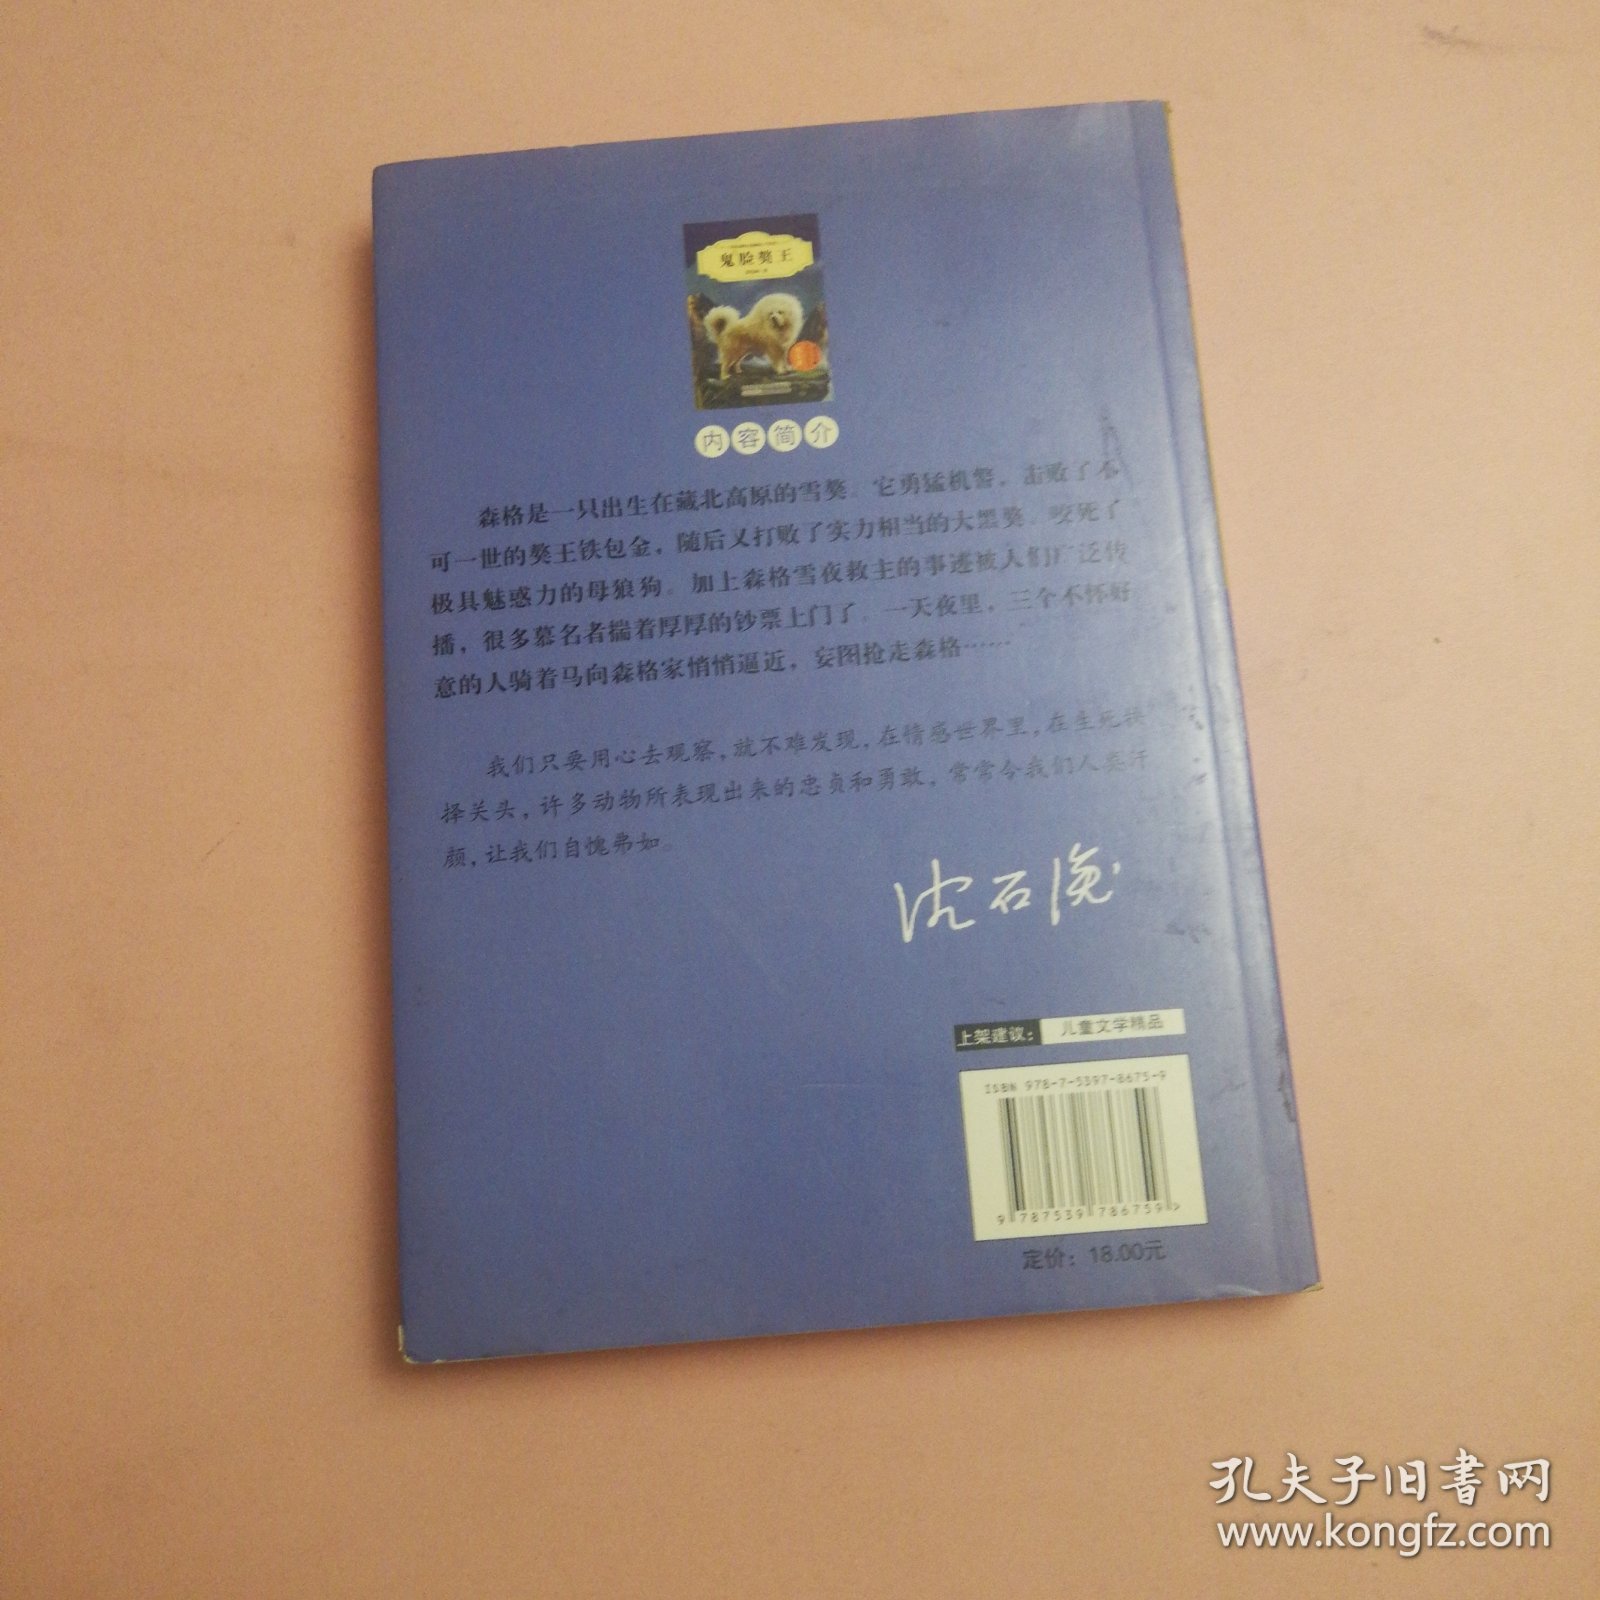 鬼脸獒王
内容简介
森格是一只出生在藏北高原的雪獒。它勇猛机警，击败了不
可一世的獒王铁包金，随后又打败了实力相当的大黑獒，咬死了
极具魅惑力的母狼狗。加上森格雪夜救主的事迹被人们广泛传
播，很多慕名者揣着厚厚的钞票上门了。一天夜里，三个不怀好
意的人骑着马向森格家悄悄逼近，妄图抢走森格……
我们只要用心去观察，就不难发现，在情感世界里，在生死抉
择关头，许多动物所表现出来的忠贞和勇敢，常常令我们人类汗
颜，让我们自愧弗如。
沈石溪
上架建议：儿童文学精品
ISBN 978-7-5397-8675-9
9 787539 786759 >
定价：18.00元
孔夫子旧书网
www.kongfz.com